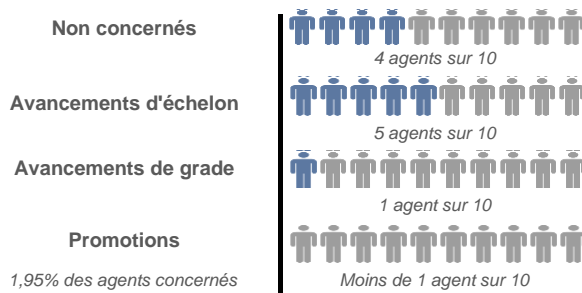 Non concernés
4 agents sur 10
Avancements d'échelon
5 agents sur 10
Avancements de grade
1 agent sur 10
Promotions
1,95% des agents concernés
Moins de 1 agent sur 10